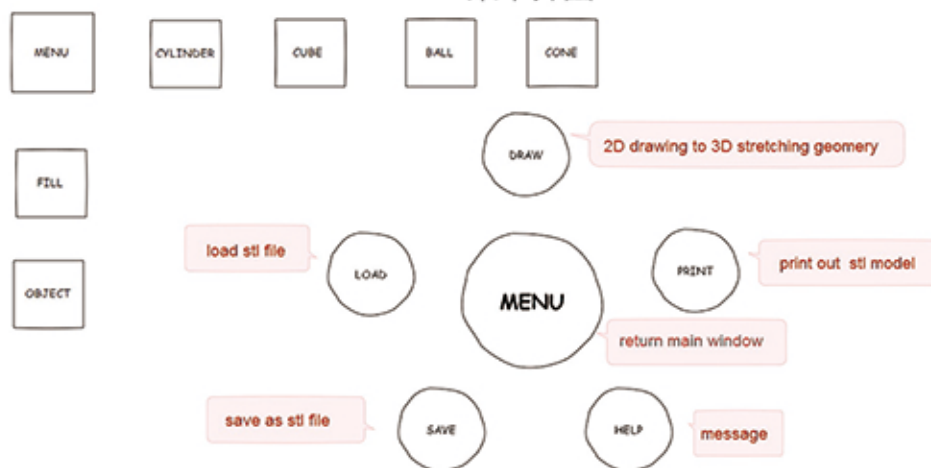 MENU
CYLINDER
CUBE
BALL
CONE
DRAW
2D drawing to 3D stretching geomery
FILL
load stl file
LOAD
MENU
PRINT
print out stl model
OBJECT
return main window
save as stl file
SAVE
HELP
message